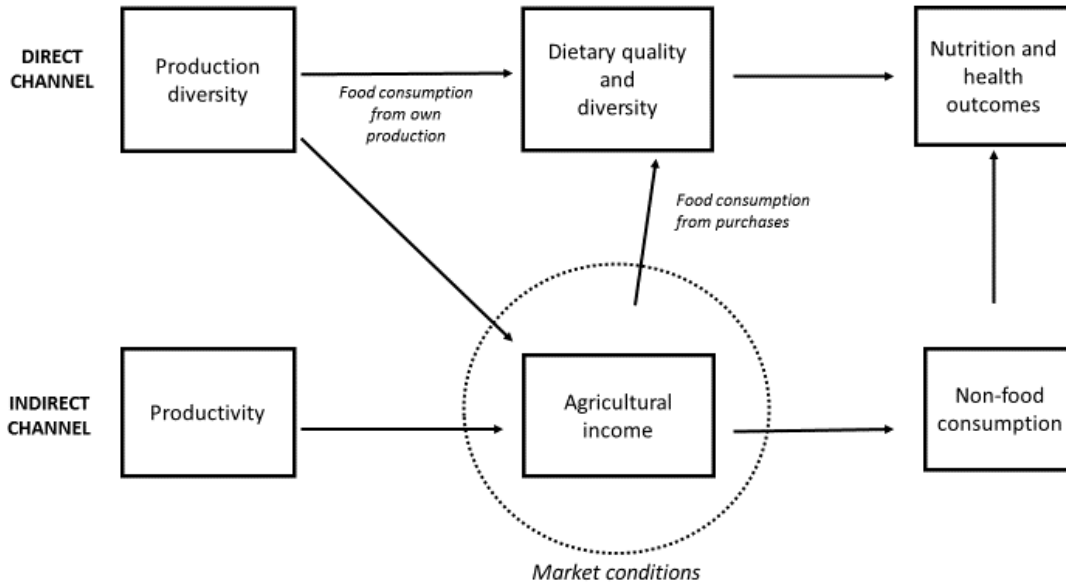 DIRECT
CHANNEL
Production
diversity
Food consumption
from own
production
Dietary quality
and
diversity
Nutrition and
health
outcomes
Food consumption
from purchases
INDIRECT
CHANNEL
Productivity
Agricultural
income
Non-food
consumption
Market conditions